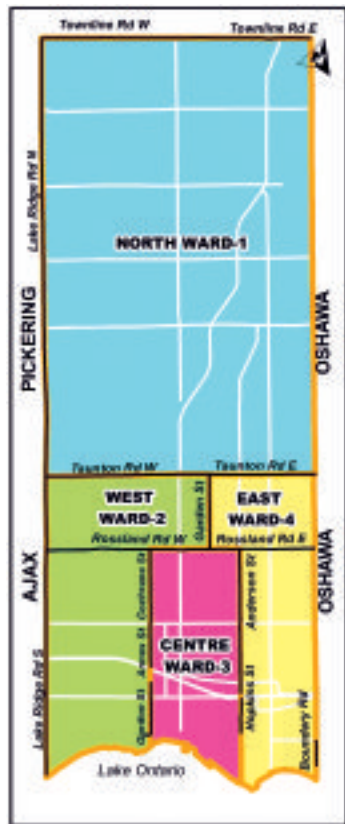 Townline Rd W
Townline Rd E
Lake Ridge Rd N
NORTH WARD-1
PICKERING
OSHAWA
Taunton Rd W
Taunton Rd E
WEST
WARD-2
Garden St
EAST
WARD-4
Rossland Rd W
Rossland Rd E
AJAX
OSHAWA
Cochrane St
Anderson St
CENTRE
WARD-3
Annes St
Hopkins St
Lake Ridge Rd S
Boundary Rd
Lake Ontario